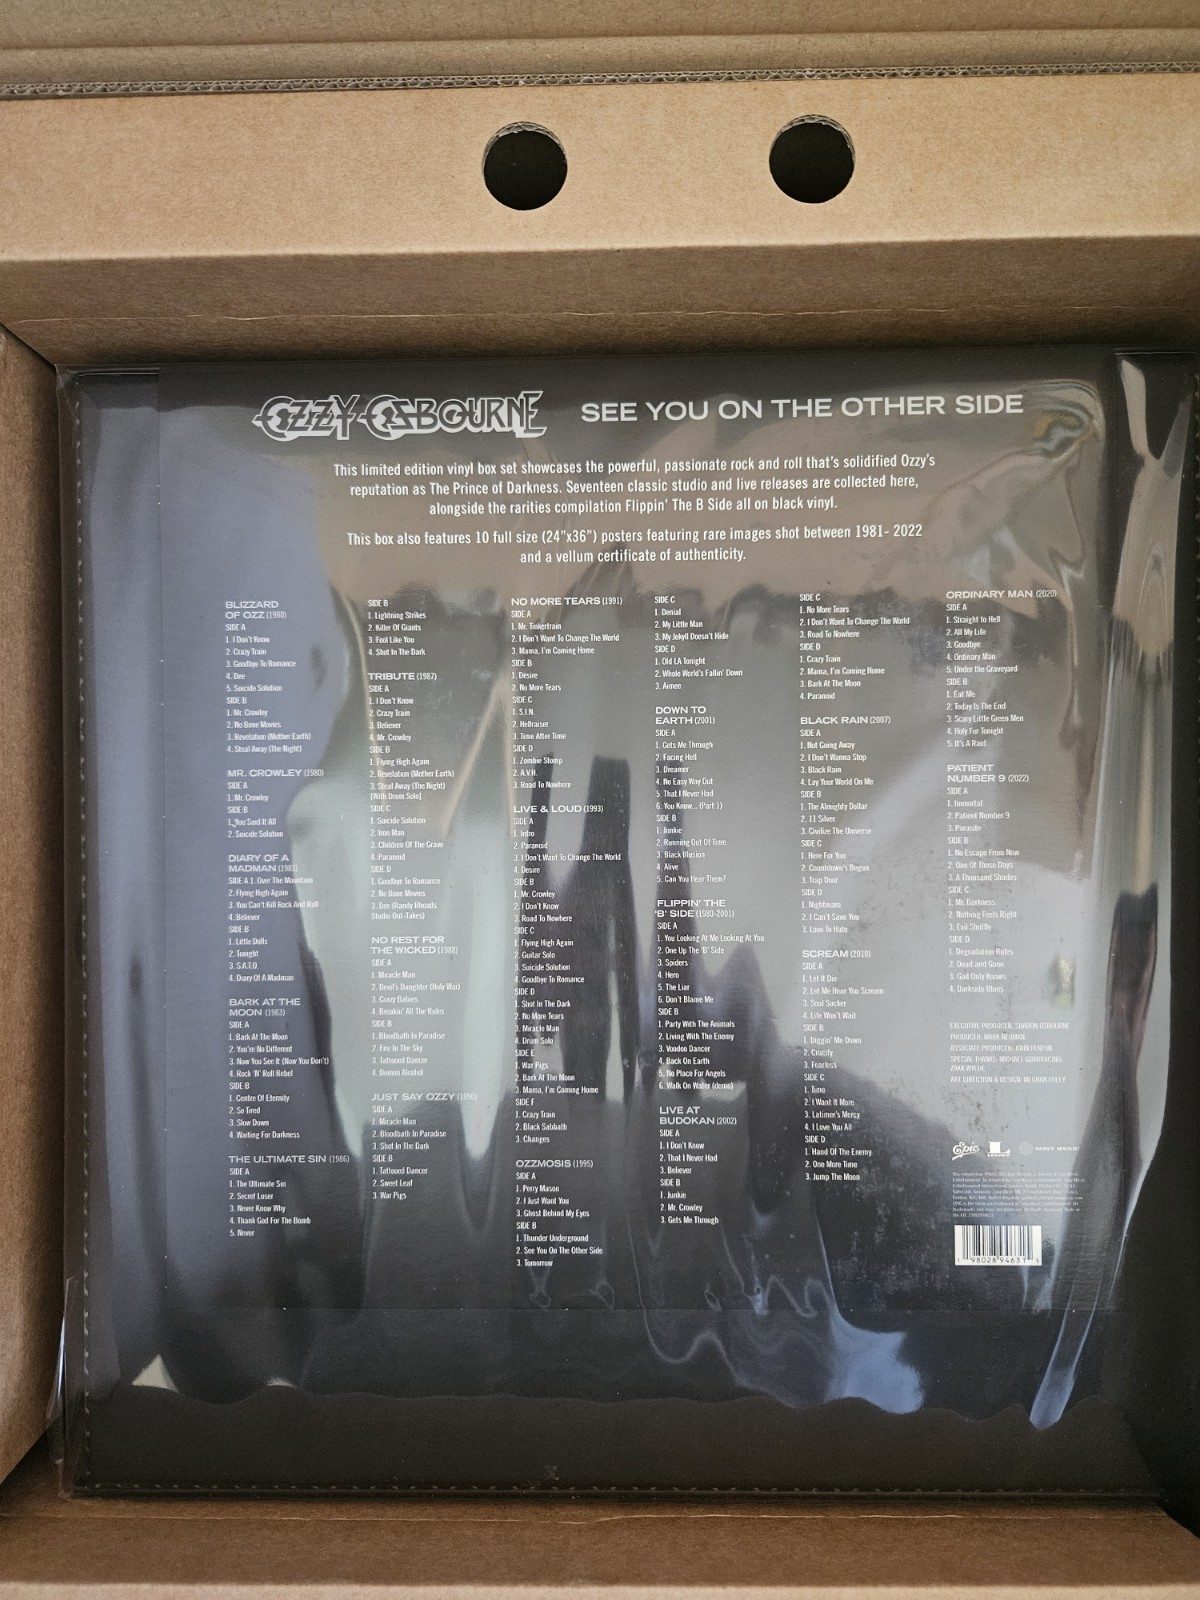 OZZY OSBOURNE SEE YOU ON THE OTHER SIDE
This limited edition vinyl box set showcases the powerful, passionate rock and roll that's solidified Ozzy's
reputation as The Prince of Darkness. Seventeen classic studio and live releases are collected here,
alongside the rarities compilation Flippin' The B Side all on black vinyl.
This box also features 10 full size (24"x36") posters featuring rare images shot between 1981- 2022
and a vellum certificate of authenticity.
BLIZZARD
OF OZZ (1980)
SIDE A
1. I Don't Know
2. Crazy Train
3. Goodbye To Romance
4. Dee
5. Suicide Solution
SIDE B
1. Mr. Crowley
2. No Bone Movies
3. Revelation (Mother Earth)
4. Steal Away (The Night)
MR. CROWLEY (1980)
SIDE A
1. Mr. Crowley
SIDE B
1. You Said It All
2. Suicide Solution
DIARY OF A
MADMAN (1981)
SIDE A 1. Over The Mountain
2. Flying High Again
3. You Can't Kill Rock And Roll
4. Believer
SIDE B
1. Little Dolls
2. Tonight
3. S.A.T.O.
4. Diary Of A Madman
BARK AT THE
MOON (1983)
SIDE A
1. Bark At The Moon
2. You're No Different
3. Now You See It (Now You Don't)
4. Rock 'N' Roll Rebel
SIDE B
1. Centre Of Eternity
2. So Tired
3. Slow Down
4. Waiting For Darkness
THE ULTIMATE SIN (1986)
SIDE A
1. The Ultimate Sin
2. Secret Loser
3. Never Know Why
4. Thank God For The Bomb
5. Never
SIDE B
1. Lightning Strikes
2. Killer Of Giants
3. Fool Like You
4. Shot In The Dark
TRIBUTE (1987)
SIDE A
1. I Don't Know
2. Crazy Train
3. Believer
4. Mr. Crowley
SIDE B
1. Flying High Again
2. Revelation (Mother Earth)
3. Steal Away (The Night)
[With Drum Solo]
SIDE C
1. Suicide Solution
2. Iron Man
3. Children Of The Grave
4. Paranoid
SIDE D
1. Goodbye To Romance
2. No Bone Movies
3. Dee (Randy Rhoads
Studio Out-Takes)
NO REST FOR
THE WICKED (1988)
SIDE A
1. Miracle Man
2. Devil's Daughter (Holy War)
3. Crazy Babies
4. Breakin' All The Rules
SIDE B
1. Bloodbath In Paradise
2. Fire In The Sky
3. Tattooed Dancer
4. Demon Alcohol
JUST SAY OZZY (1990)
SIDE A
1. Miracle Man
2. Bloodbath In Paradise
3. Shot In The Dark
SIDE B
1. Tattooed Dancer
2. Sweet Leaf
3. War Pigs
NO MORE TEARS (1991)
SIDE A
1. Mr. Tinkertrain
2. I Don't Want To Change The World
3. Mama, I'm Coming Home
SIDE B
1. Desire
2. No More Tears
SIDE C
1. S.I.N.
2. Hellraiser
3. Time After Time
SIDE D
1. Zombie Stomp
2. A.V.H.
3. Road To Nowhere
LIVE & LOUD (1993)
SIDE A
1. Intro
2. Paranoid
3. I Don't Want To Change The World
4. Desire
SIDE B
1. Mr. Crowley
2. I Don't Know
3. Road To Nowhere
SIDE C
1. Flying High Again
2. Guitar Solo
3. Suicide Solution
4. Goodbye To Romance
SIDE D
1. Shot In The Dark
2. No More Tears
3. Miracle Man
4. Drum Solo
SIDE E
1. War Pigs
2. Bark At The Moon
3. Mama, I'm Coming Home
SIDE F
1. Crazy Train
2. Black Sabbath
3. Changes
OZZMOSIS (1995)
SIDE A
1. Perry Mason
2. I Just Want You
3. Ghost Behind My Eyes
SIDE B
1. Thunder Underground
2. See You On The Other Side
3. Tomorrow
SIDE C
1. Denial
2. My Little Man
3. My Jekyll Doesn't Hide
SIDE D
1. Old LA Tonight
2. Whole World's Fallin' Down
3. Aimee
DOWN TO
EARTH (2001)
SIDE A
1. Gets Me Through
2. Facing Hell
3. Dreamer
4. No Easy Way Out
5. That I Never Had
6. You Know... (Part 1)
SIDE B
1. Junkie
2. Running Out Of Time
3. Black Illusion
4. Alive
5. Can You Hear Them?
FLIPPIN' THE
'B' SIDE (1980-2001)
SIDE A
1. You Looking At Me Looking At You
2. One Up The 'B' Side
3. Spiders
4. Hero
5. The Liar
6. Don't Blame Me
SIDE B
1. Party With The Animals
2. Living With The Enemy
3. Voodoo Dancer
4. Back On Earth
5. No Place For Angels
6. Walk On Water (demo)
LIVE AT
BUDOKAN (2002)
SIDE A
1. I Don't Know
2. That I Never Had
3. Believer
SIDE B
1. Junkie
2. Mr. Crowley
3. Gets Me Through
SIDE C
1. No More Tears
2. I Don't Want To Change The World
3. Road To Nowhere
SIDE D
1. Crazy Train
2. Mama, I'm Coming Home
3. Bark At The Moon
4. Paranoid
BLACK RAIN (2007)
SIDE A
1. Not Going Away
2. I Don't Wanna Stop
3. Black Rain
4. Lay Your World On Me
SIDE B
1. The Almighty Dollar
2. 11 Silver
3. Civilize The Universe
SIDE C
1. Here For You
2. Countdown's Begun
3. Trap Door
SIDE D
1. Nightmare
2. I Can't Save You
3. Love To Hate
SCREAM (2010)
SIDE A
1. Let It Die
2. Let Me Hear You Scream
3. Soul Sucker
4. Life Won't Wait
SIDE B
1. Diggin' Me Down
2. Crucify
3. Fearless
SIDE C
1. Time
2. I Want It More
3. Latimer's Mercy
4. I Love You All
SIDE D
1. Hand Of The Enemy
2. One More Time
3. Jump The Moon
ORDINARY MAN (2020)
SIDE A
1. Straight to Hell
2. All My Life
3. Goodbye
4. Ordinary Man
5. Under the Graveyard
SIDE B
1. Eat Me
2. Today Is The End
3. Scary Little Green Men
4. Holy For Tonight
5. It's A Raid
PATIENT
NUMBER 9 (2022)
SIDE A
1. Immortal
2. Patient Number 9
3. Parasite
SIDE B
1. No Escape From Now
2. One Of Those Days
3. A Thousand Shades
SIDE C
1. Mr. Darkness
2. Nothing Feels Right
3. Evil Shuffle
SIDE D
1. Degradation Rules
2. Dead and Gone
3. God Only Knows
4. Darkside Blues
EXECUTIVE PRODUCER: SHARON OSBOURNE
PRODUCER: MARK NEUMAN
ASSOCIATE PRODUCER: JOHN FENTON
SPECIAL THANKS: MICHAEL GUARRACINO,
ZAKK WYLDE
ART DIRECTION & DESIGN: MEGHAN FOLEY
Epic LEGACY SONY MUSIC